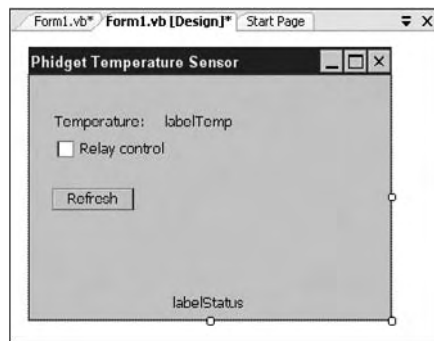 Form1.vb* Form1.vb [Design]* Start Page
Phidget Temperature Sensor
Temperature: labelTemp
Relay control
Refresh
labelStatus